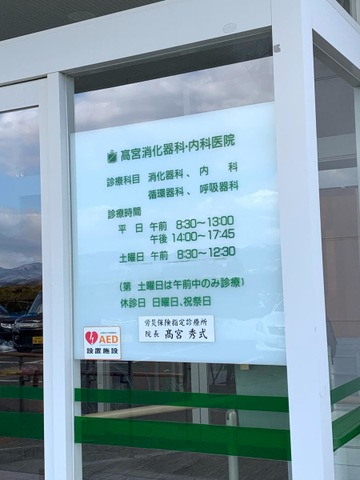 高宮消化器科・内科医院
診療科目 消化器科、内科
循環器科、呼吸器科
診療時間
平日 午前 8:30〜13:00
午後 14:00〜17:45
土曜日 午前 8:30〜12:30
(第 土曜日は午前中のみ診療)
休診日 日曜日、祝祭日
労災保険指定診療所
院長 高宮 秀式
AED
設置施設